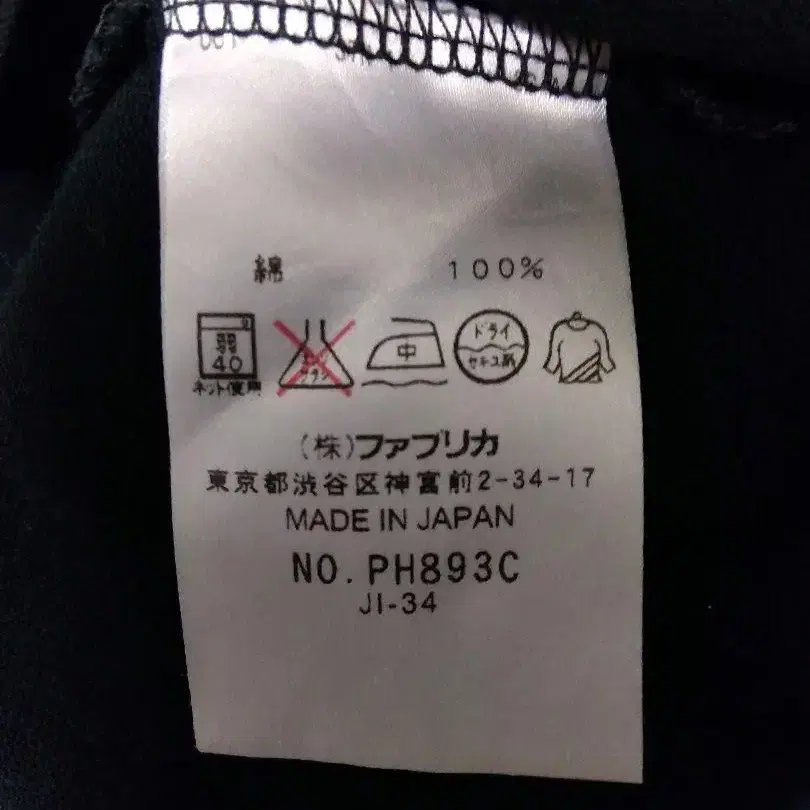 綿 100%
弱 40 中 ドライ
ネット使用 セキユ系
(株)ファブリカ
東京都渋谷区神宮前2-34-17
MADE IN JAPAN
NO. PH893C
JI-34